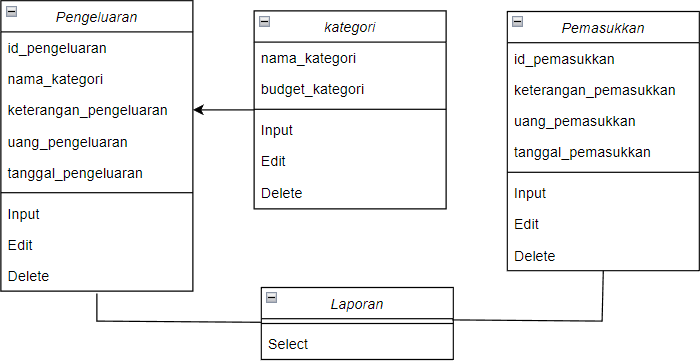 Pengeluaran
id_pengeluaran
nama_kategori
keterangan_pengeluaran
uang_pengeluaran
tanggal_pengeluaran
Input
Edit
Delete
kategori
nama_kategori
budget_kategori
Input
Edit
Delete
Pemasukkan
id_pemasukkan
keterangan_pemasukkan
uang_pemasukkan
tanggal_pemasukkan
Input
Edit
Delete
Laporan
Select